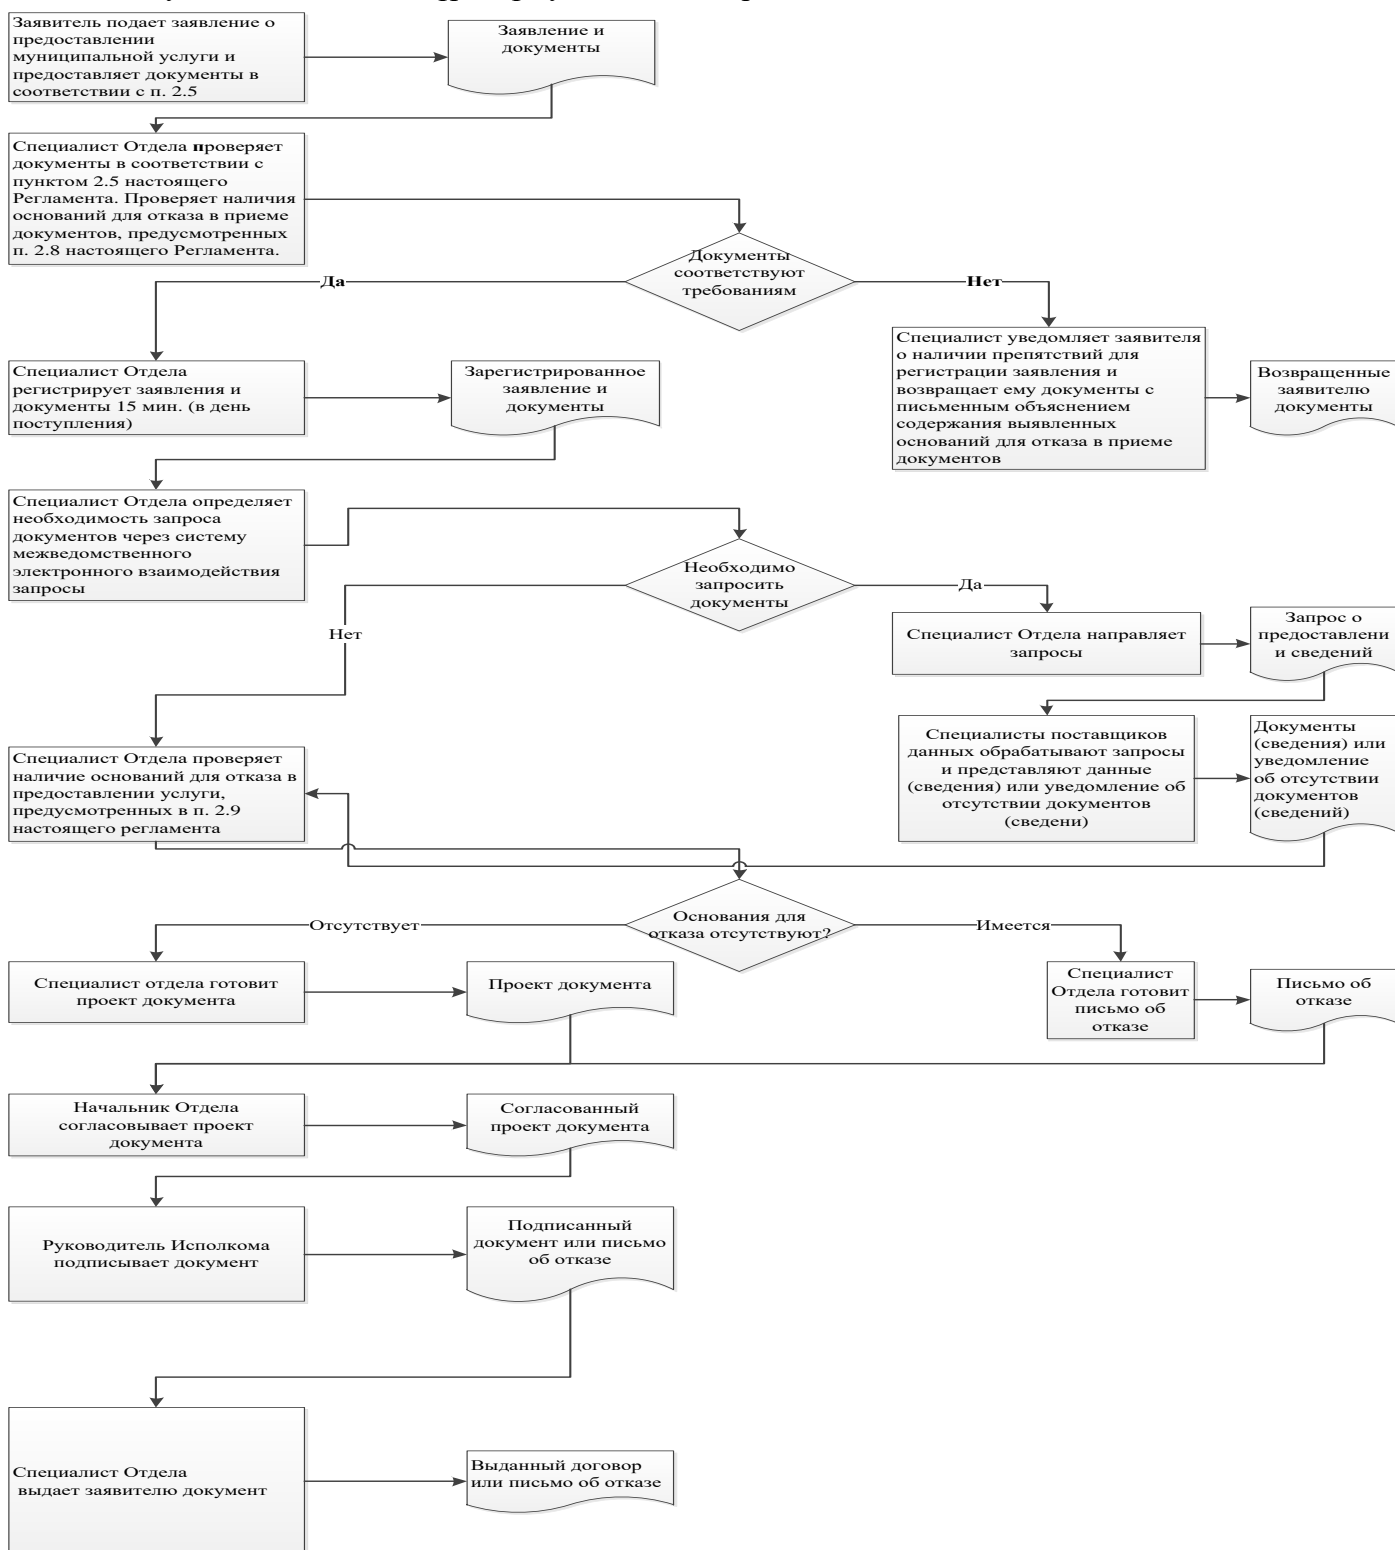 Заявитель подает заявление о
предоставлении
муниципальной услуги и
предоставляет документы в
соответствии с п. 2.5
Заявление и
документы
Специалист Отдела проверяет
документы в соответствии с
пунктом 2.5 настоящего
Регламента. Проверяет наличия
оснований для отказа в приеме
документов, предусмотренных
п. 2.8 настоящего Регламента.
Документы
соответствуют
требованиям
Да
Нет
Специалист Отдела
регистрирует заявления и
документы 15 мин. (в день
поступления)
Зарегистрированное
заявление и
документы
Специалист уведомляет заявителя
о наличии препятствий для
регистрации заявления и
возвращает ему документы с
письменным объяснением
содержания выявленных
оснований для отказа в приеме
документов
Возвращенные
заявителю
документы
Специалист Отдела определяет
необходимость запроса
документов через систему
межведомственного
электронного взаимодействия
запросы
Необходимо
запросить
документы
Да
Нет
Специалист Отдела направляет
запросы
Запрос о
предоставлени
и сведений
Специалисты поставщиков
данных обрабатывают запросы
и представляют данные
(сведения) или уведомление об
отсутствии документов
(сведени)
Документы
(сведения) или
уведомление
об отсутствии
документов
(сведений)
Специалист Отдела проверяет
наличие оснований для отказа в
предоставлении услуги,
предусмотренных в п. 2.9
настоящего регламента
Основания для
отказа отсутствуют?
Отсутствует
Имеется
Специалист отдела готовит
проект документа
Проект документа
Специалист
Отдела готовит
письмо об
отказе
Письмо об
отказе
Начальник Отдела
согласовывает проект
документа
Согласованный
проект документа
Руководитель Исполкома
подписывает документ
Подписанный
документ или письмо
об отказе
Специалист Отдела
выдает заявителю документ
Выданный договор
или письмо об отказе